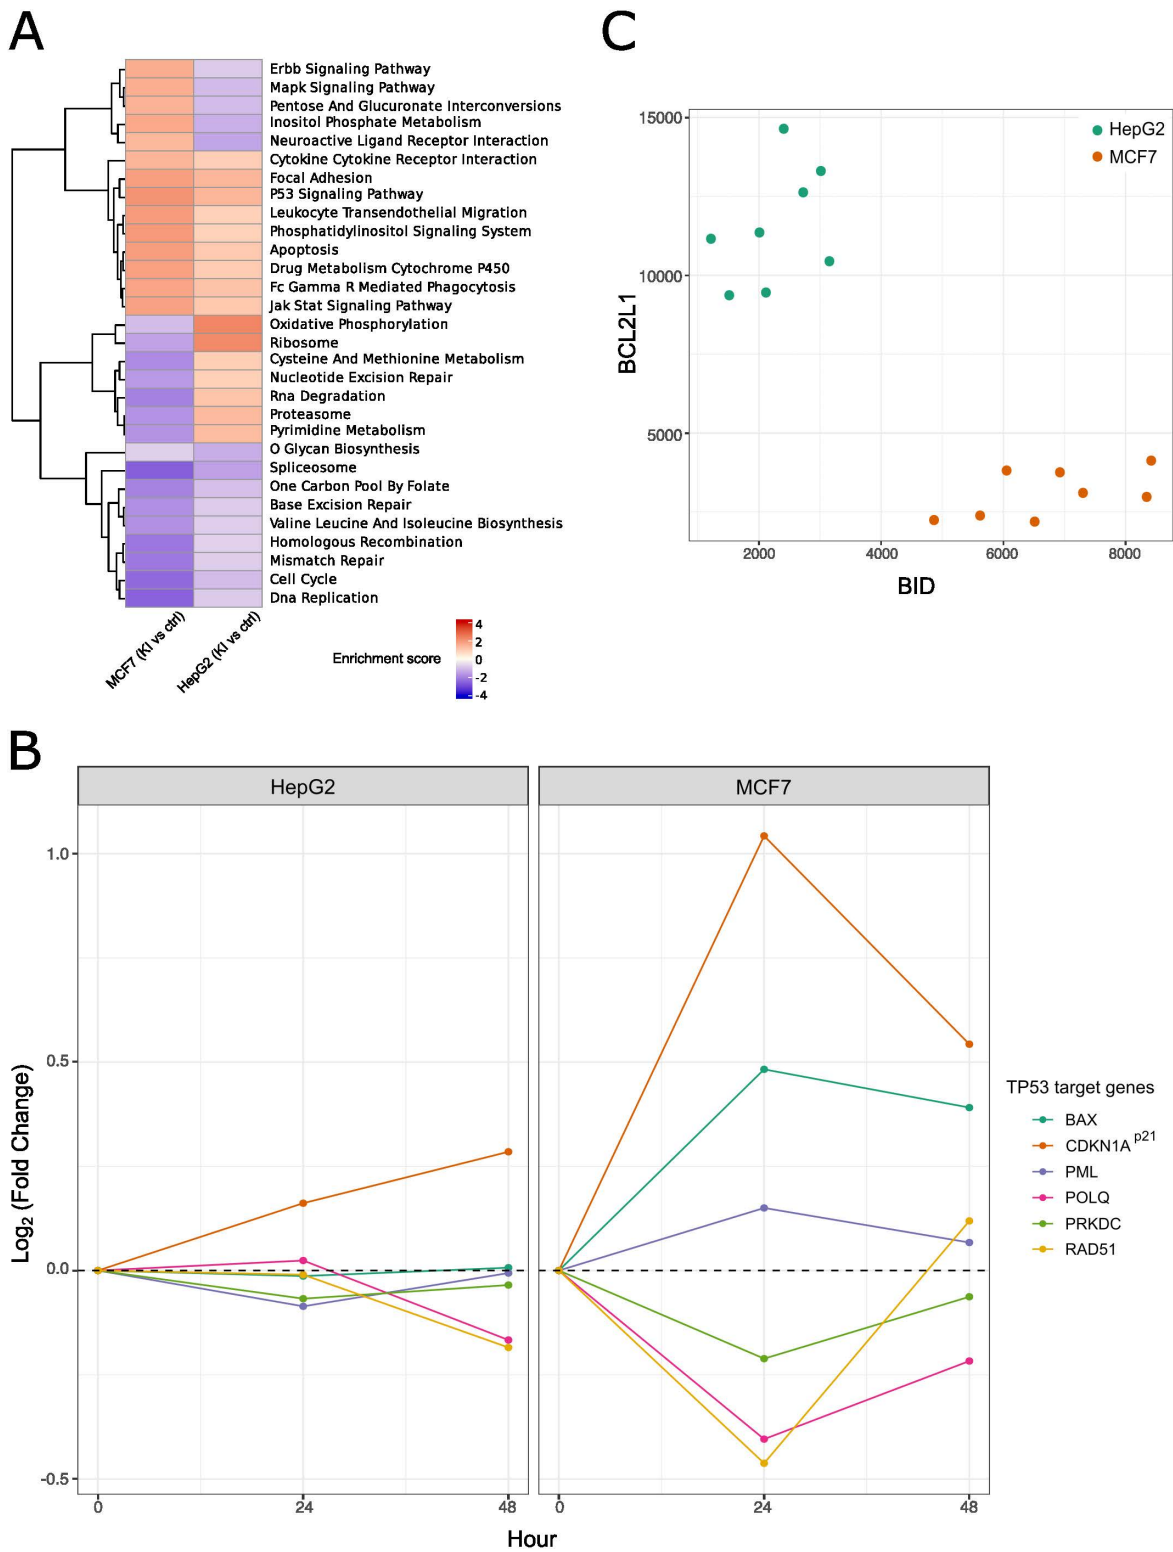 A
Erbb Signaling Pathway
Mapk Signaling Pathway
Pentose And Glucuronate Interconversions
Inositol Phosphate Metabolism
Neuroactive Ligand Receptor Interaction
Cytokine Cytokine Receptor Interaction
Focal Adhesion
P53 Signaling Pathway
Leukocyte Transendothelial Migration
Phosphatidylinositol Signaling System
Apoptosis
Drug Metabolism Cytochrome P450
Fc Gamma R Mediated Phagocytosis
Jak Stat Signaling Pathway
Oxidative Phosphorylation
Ribosome
Cysteine And Methionine Metabolism
Nucleotide Excision Repair
Rna Degradation
Proteasome
Pyrimidine Metabolism
O Glycan Biosynthesis
Spliceosome
One Carbon Pool By Folate
Base Excision Repair
Valine Leucine And Isoleucine Biosynthesis
Homologous Recombination
Mismatch Repair
Cell Cycle
Dna Replication
MCF7 (KI vs ctrl)
HepG2 (KI vs ctrl)
Enrichment score
4
2
0
-2
-4
C
HepG2
MCF7
15000
10000
5000
BCL2L1
2000 4000 6000 8000
BID
B
HepG2
MCF7
1.0
0.5
0.0
-0.5
Log2 (Fold Change)
0 24 48
0 24 48
Hour
TP53 target genes
BAX
CDKN1A p21
PML
POLQ
PRKDC
RAD51